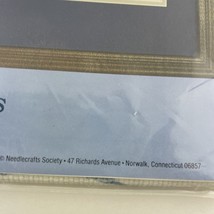 s
Needlecrafts Society • 47 Richards Avenue • Norwalk, Connecticut 06857